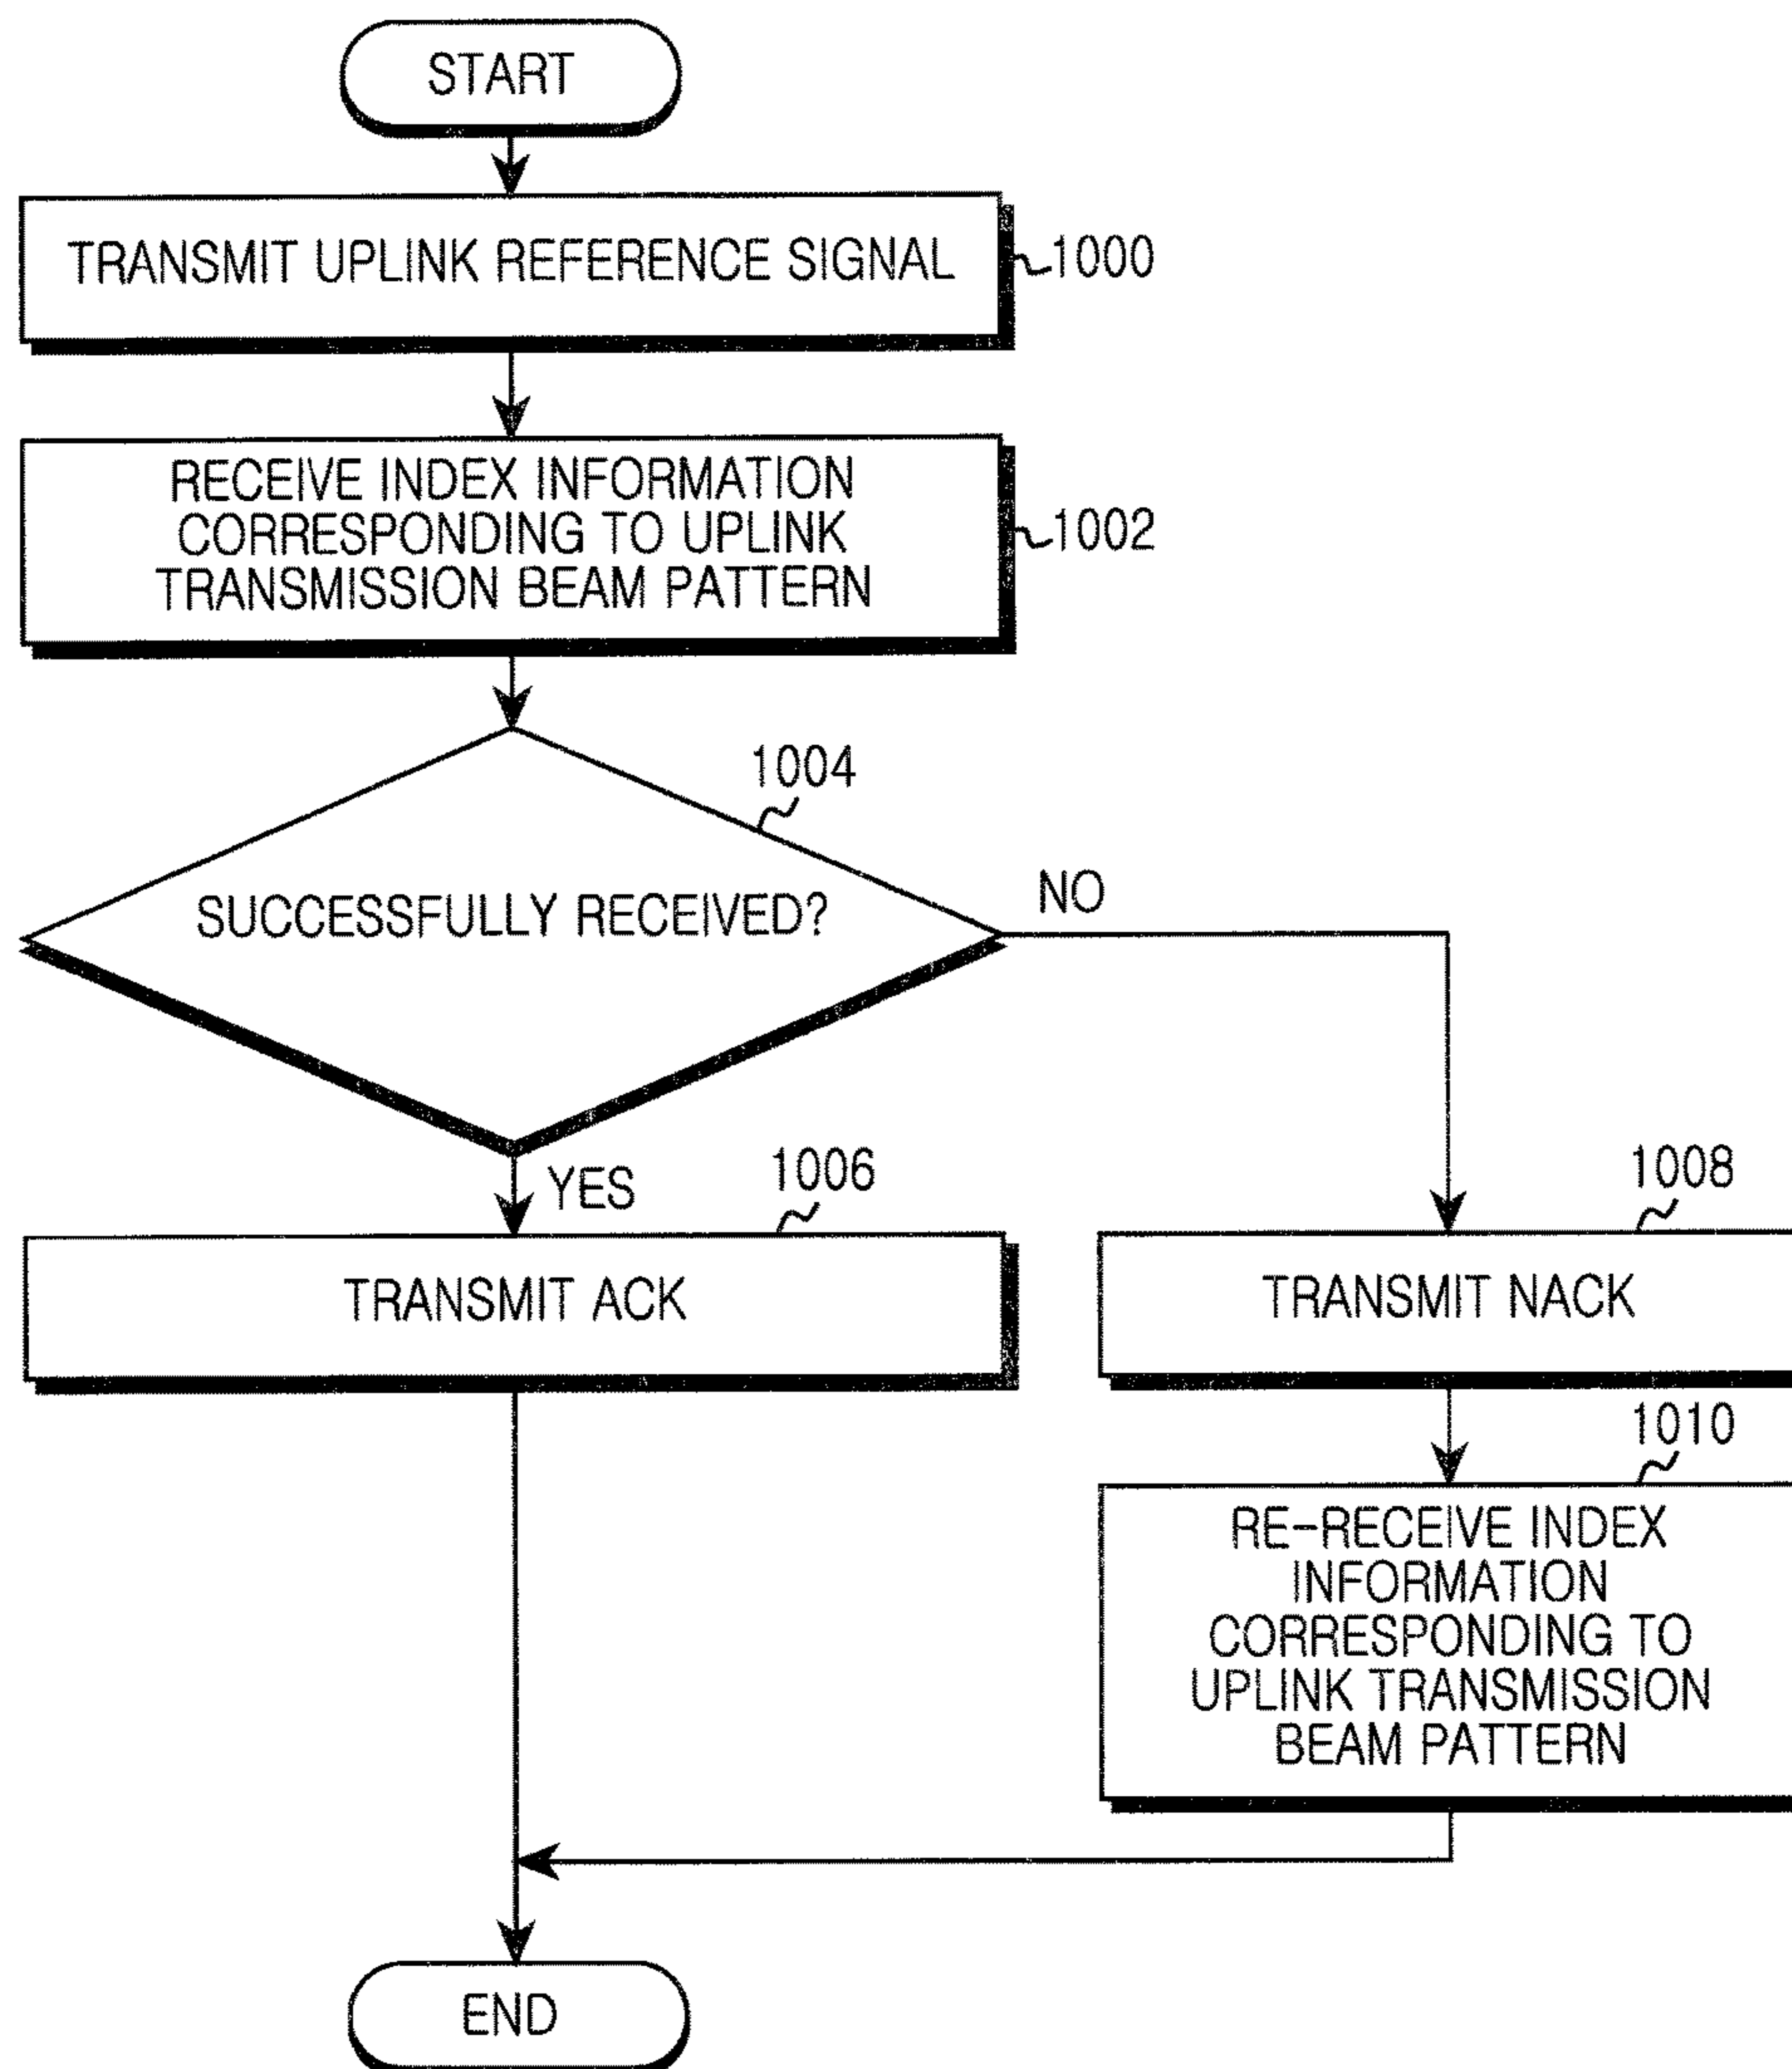 START
TRANSMIT UPLINK REFERENCE SIGNAL
1000
RECEIVE INDEX INFORMATION
CORRESPONDING TO UPLINK
TRANSMISSION BEAM PATTERN
1002
1004
SUCCESSFULLY RECEIVED?
NO
YES
1006
TRANSMIT ACK
1008
TRANSMIT NACK
1010
RE-RECEIVE INDEX
INFORMATION
CORRESPONDING TO
UPLINK TRANSMISSION
BEAM PATTERN
END